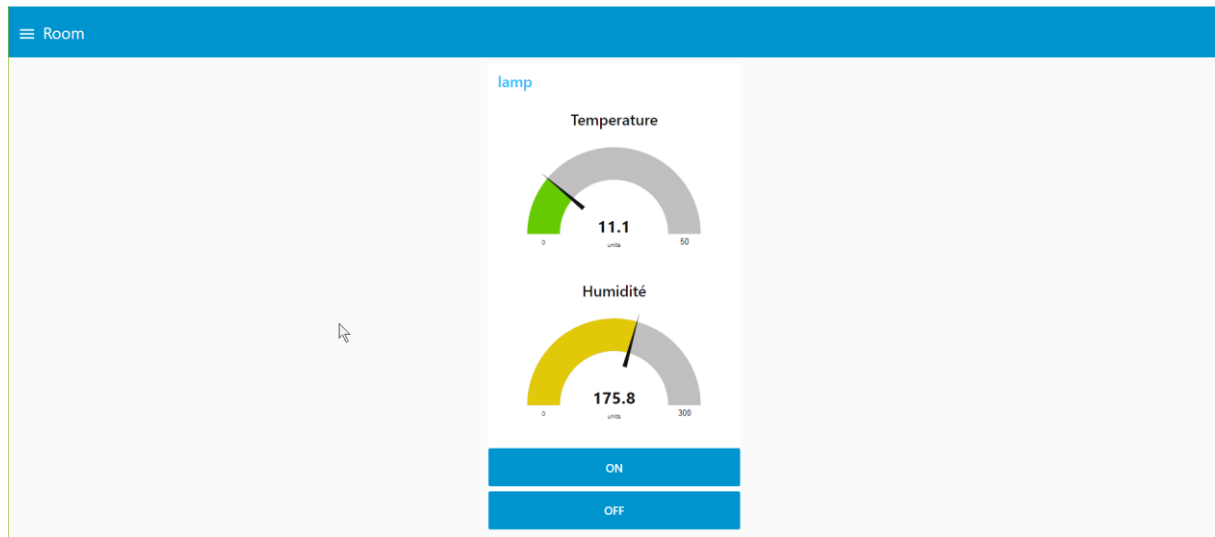 Room
lamp
Temperature
11.1
units
0
50
Humidité
175.8
units
0
300
ON
OFF